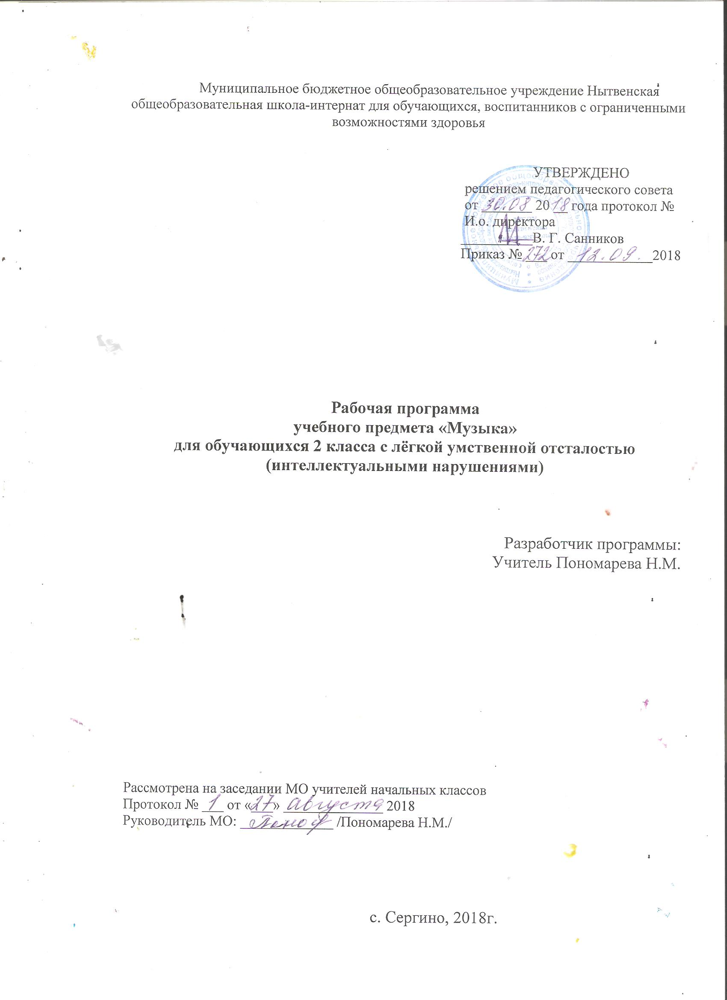 Муниципальное бюджетное общеобразовательное учреждение Нытвенская
общеобразовательная школа-интернат для обучающихся, воспитанников с ограниченными
возможностями здоровья
УТВЕРЖДЕНО
решением педагогического совета
от 30.08 2018 года протокол №
И.о. директора
В. Г. Санников
Приказ № 272 от 12.09. 2018
Рабочая программа
учебного предмета «Музыка»
для обучающихся 2 класса с лёгкой умственной отсталостью
(интеллектуальными нарушениями)
Разработчик программы:
Учитель Пономарева Н.М.
Рассмотрена на заседании МО учителей начальных классов
Протокол № 1 от «27» августа 2018
Руководитель МО: /Пономарева Н.М./
с. Сергино, 2018г.